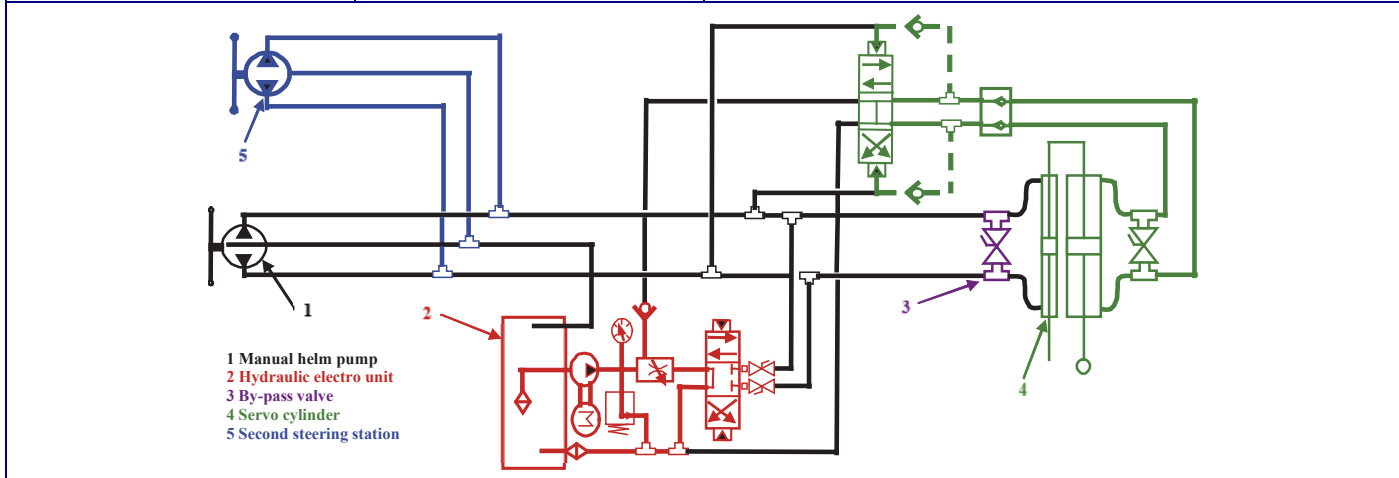 5
1
2
3
4
1 Manual helm pump
2 Hydraulic electro unit
3 By-pass valve
4 Servo cylinder
5 Second steering station
M